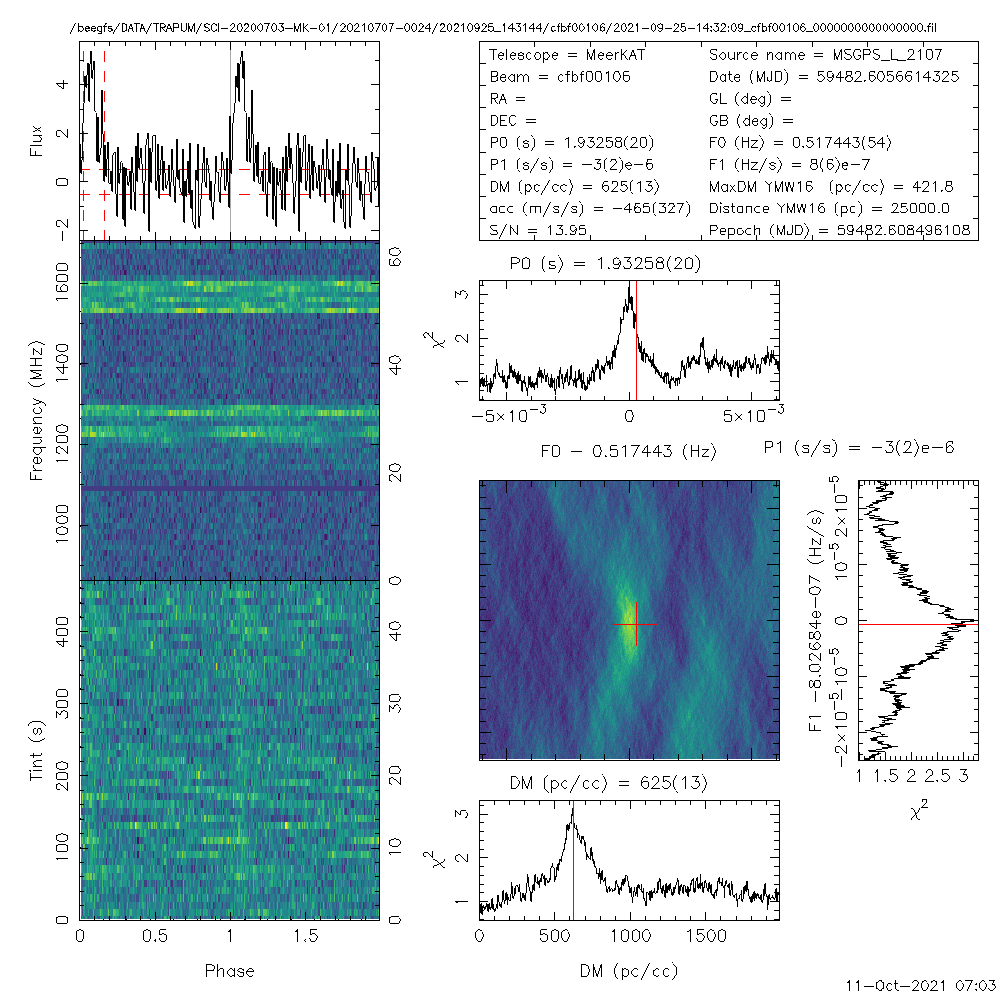 /beegfs/DATA/TRAPUM/SCI-20200703-MK-01/20210707-0024/20210925_143144/cfbf00106/2021-09-25-14:32:09_cfbf00106_0000000000000000.fil
Telescope = MeerKAT Source name = MSGPS_L_2107
Beam = cfbf00106 Date (MJD) = 59482.6056614325
RA = GL (deg) =
DEC = GB (deg) =
P0 (s) = 1.93258(20) F0 (Hz) = 0.517443(54)
P1 (s/s) = -3(2)e-6 F1 (Hz/s) = 8(6)e-7
DM (pc/cc) = 625(13) MaxDM YMW16 (pc/cc) = 421.8
acc (m/s/s) = -465(327) Distance YMW16 (pc) = 25000.0
S/N = 13.95 Pepoch (MJD) = 59482.608496108
Flux
-2 0 2 4
Frequency (MHz)
1000 1200 1400 1600
0 20 40 60
Tint (s)
0 100 200 300 400
0 10 20 30 40
0 0.5 1 1.5
Phase
P0 (s) = 1.93258(20)
χ2
1 2 3
-5×10-3 0 5×10-3
F0 - 0.517443 (Hz)
P1 (s/s) = -3(2)e-6
F1 -8.02684e-07 (Hz/s)
-2×10-5 -10-5 0 10-5 2×10-5
1 1.5 2 2.5 3
χ2
DM (pc/cc) = 625(13)
χ2
1 2 3
0 500 1000 1500
DM (pc/cc)
11-Oct-2021 07:03